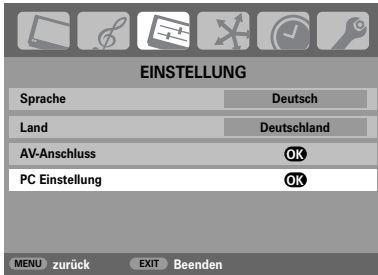 EINSTELLUNG
Sprache Deutsch
Land Deutschland
AV-Anschluss OK
PC Einstellung OK
MENU zurück EXIT Beenden